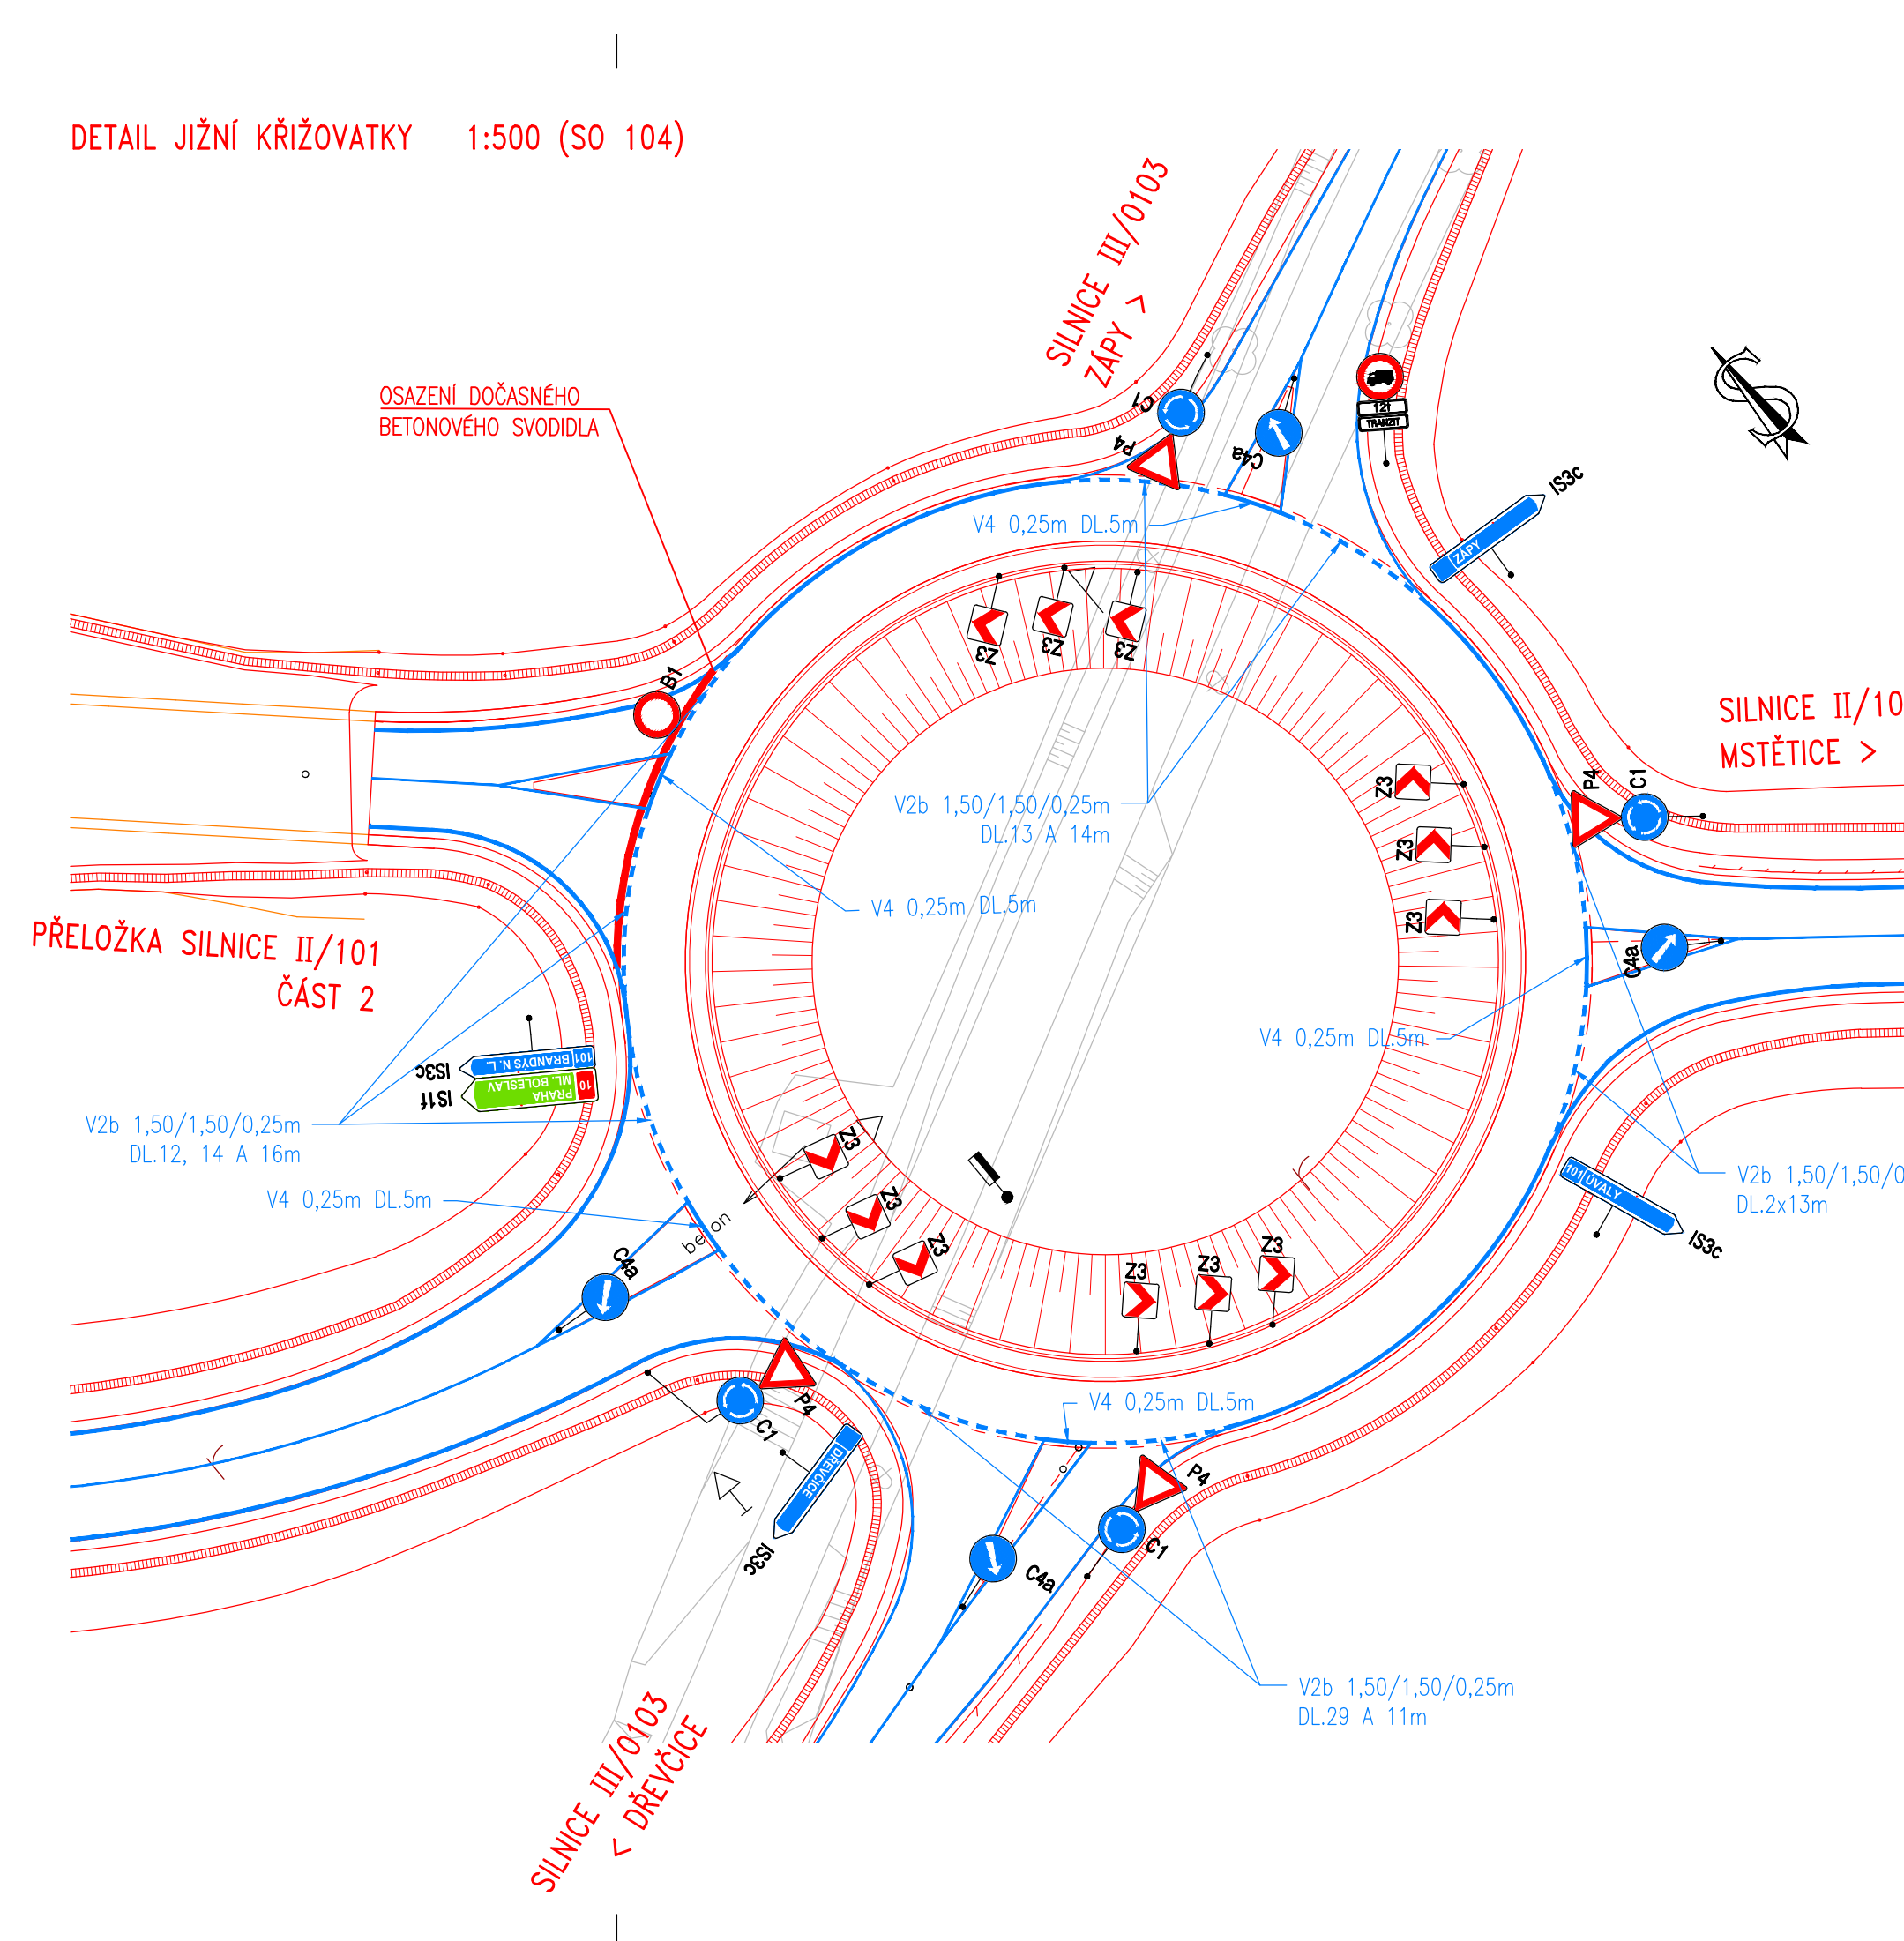 DETAIL JIŽNÍ KŘIŽOVATKY 1:500 (SO 104)
SILNICE III/0103
ZÁPY >
OSAZENÍ DOČASNÉHO
BETONOVÉHO SVODIDLA
C1
P4
C4a
12t
TRANZIT
IS3c
ZÁPY
V4 0,25m DL.5m
Z3
Z3
Z3
B1
SILNICE II/10
MSTĚTICE >
P4
C1
Z3
Z3
Z3
V2b 1,50/1,50/0,25m
DL.13 A 14m
V4 0,25m DL.5m
C4a
PŘELOŽKA SILNICE II/101
ČÁST 2
V4 0,25m DL.5m
IS3c
101 BRANDÝS N. L.
IS1f
10 PRAHA
ML. BOLESLAV
V2b 1,50/1,50/0,25m
DL.12, 14 A 16m
V4 0,25m DL.5m
beton
Z3
Z3
Z3
101 ÚVALY
IS3c
V2b 1,50/1,50/0
DL.2x13m
C4a
Z3
Z3
Z3
P4
C1
V4 0,25m DL.5m
DŘEVČICE
IS3c
P4
C1
C4a
V2b 1,50/1,50/0,25m
DL.29 A 11m
SILNICE III/0103
< DŘEVČICE